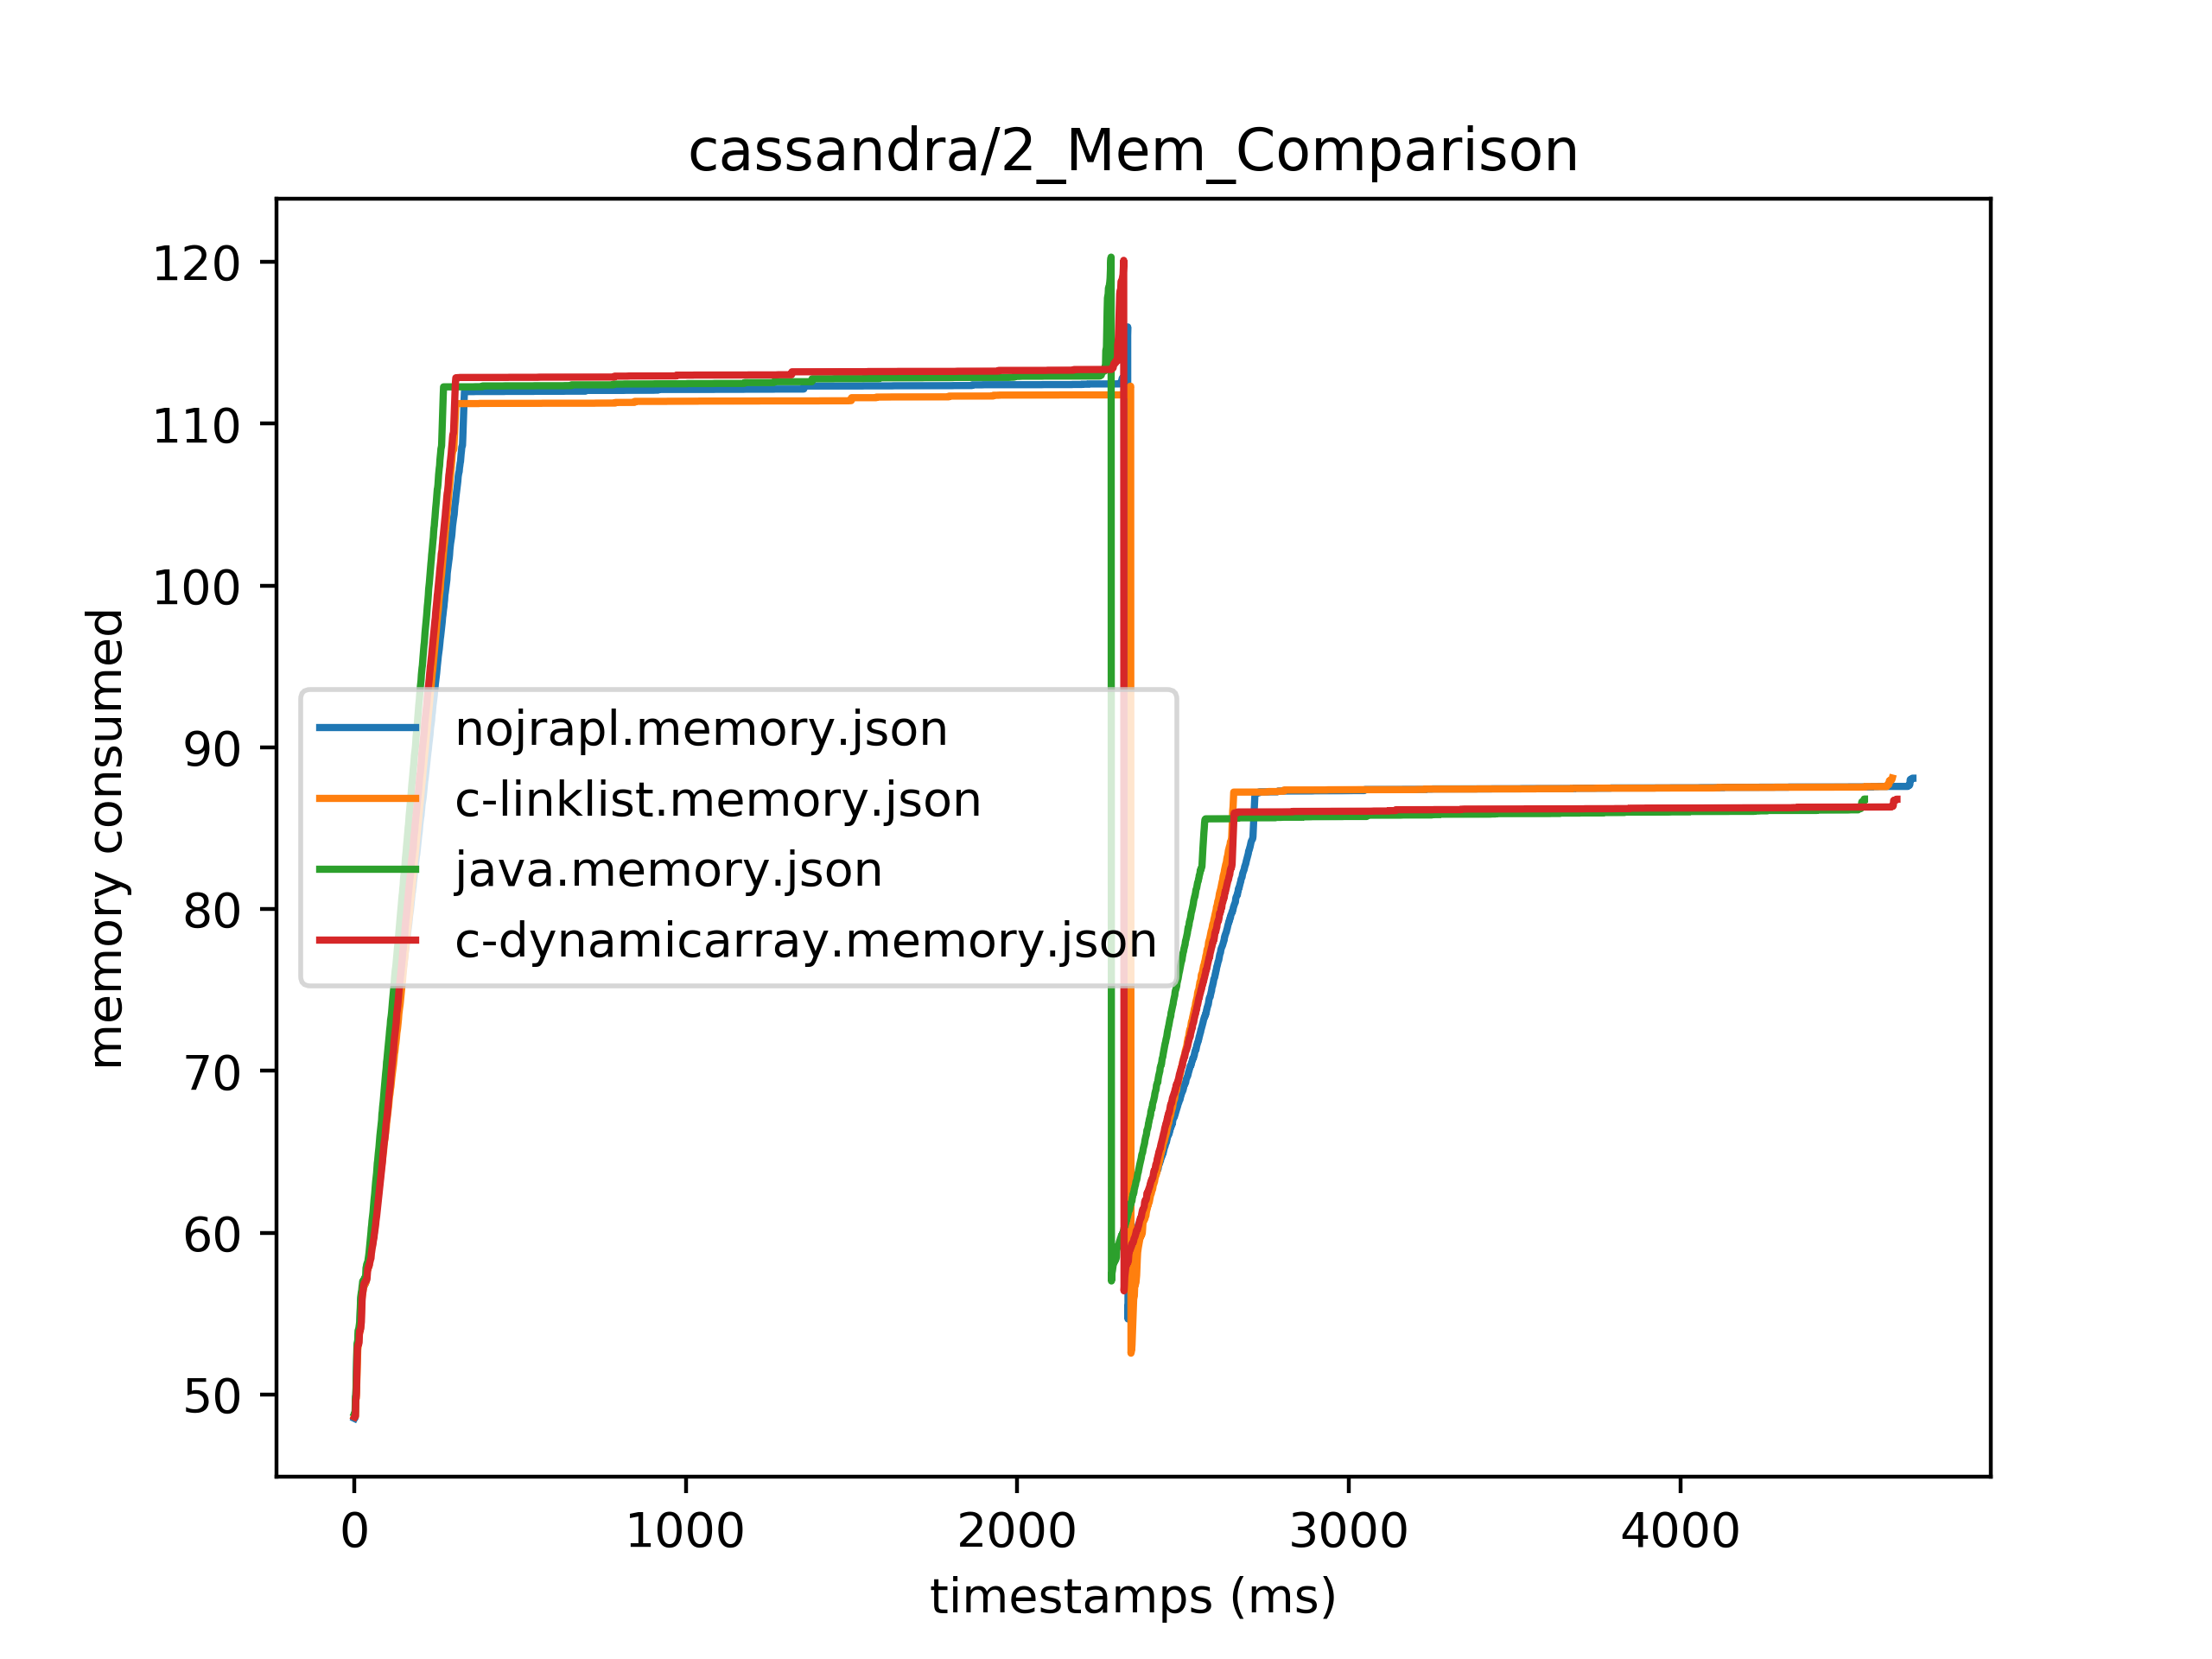 cassandra/2_Mem_Comparison
memory consumed
120
110
100
90
80
70
60
50
nojrapl.memory.json
c-linklist.memory.json
java.memory.json
c-dynamicarray.memory.json
0 1000 2000 3000 4000
timestamps (ms)